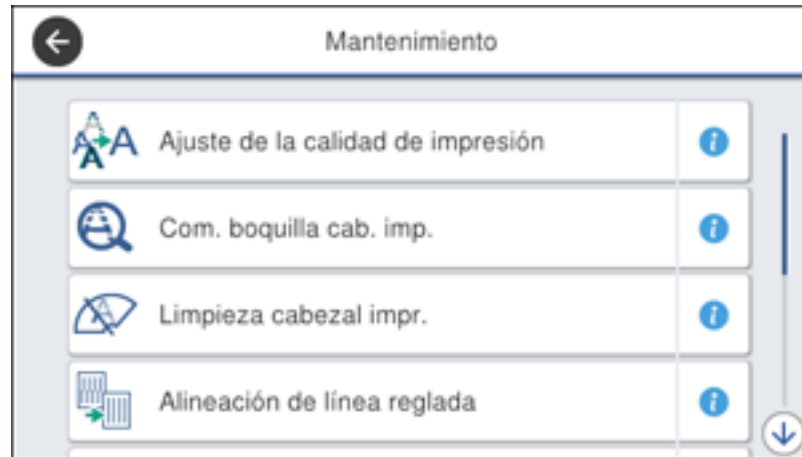 Mantenimiento
Ajuste de la calidad de impresión
Com. boquilla cab. imp.
Limpieza cabezal impr.
Alineación de línea reglada